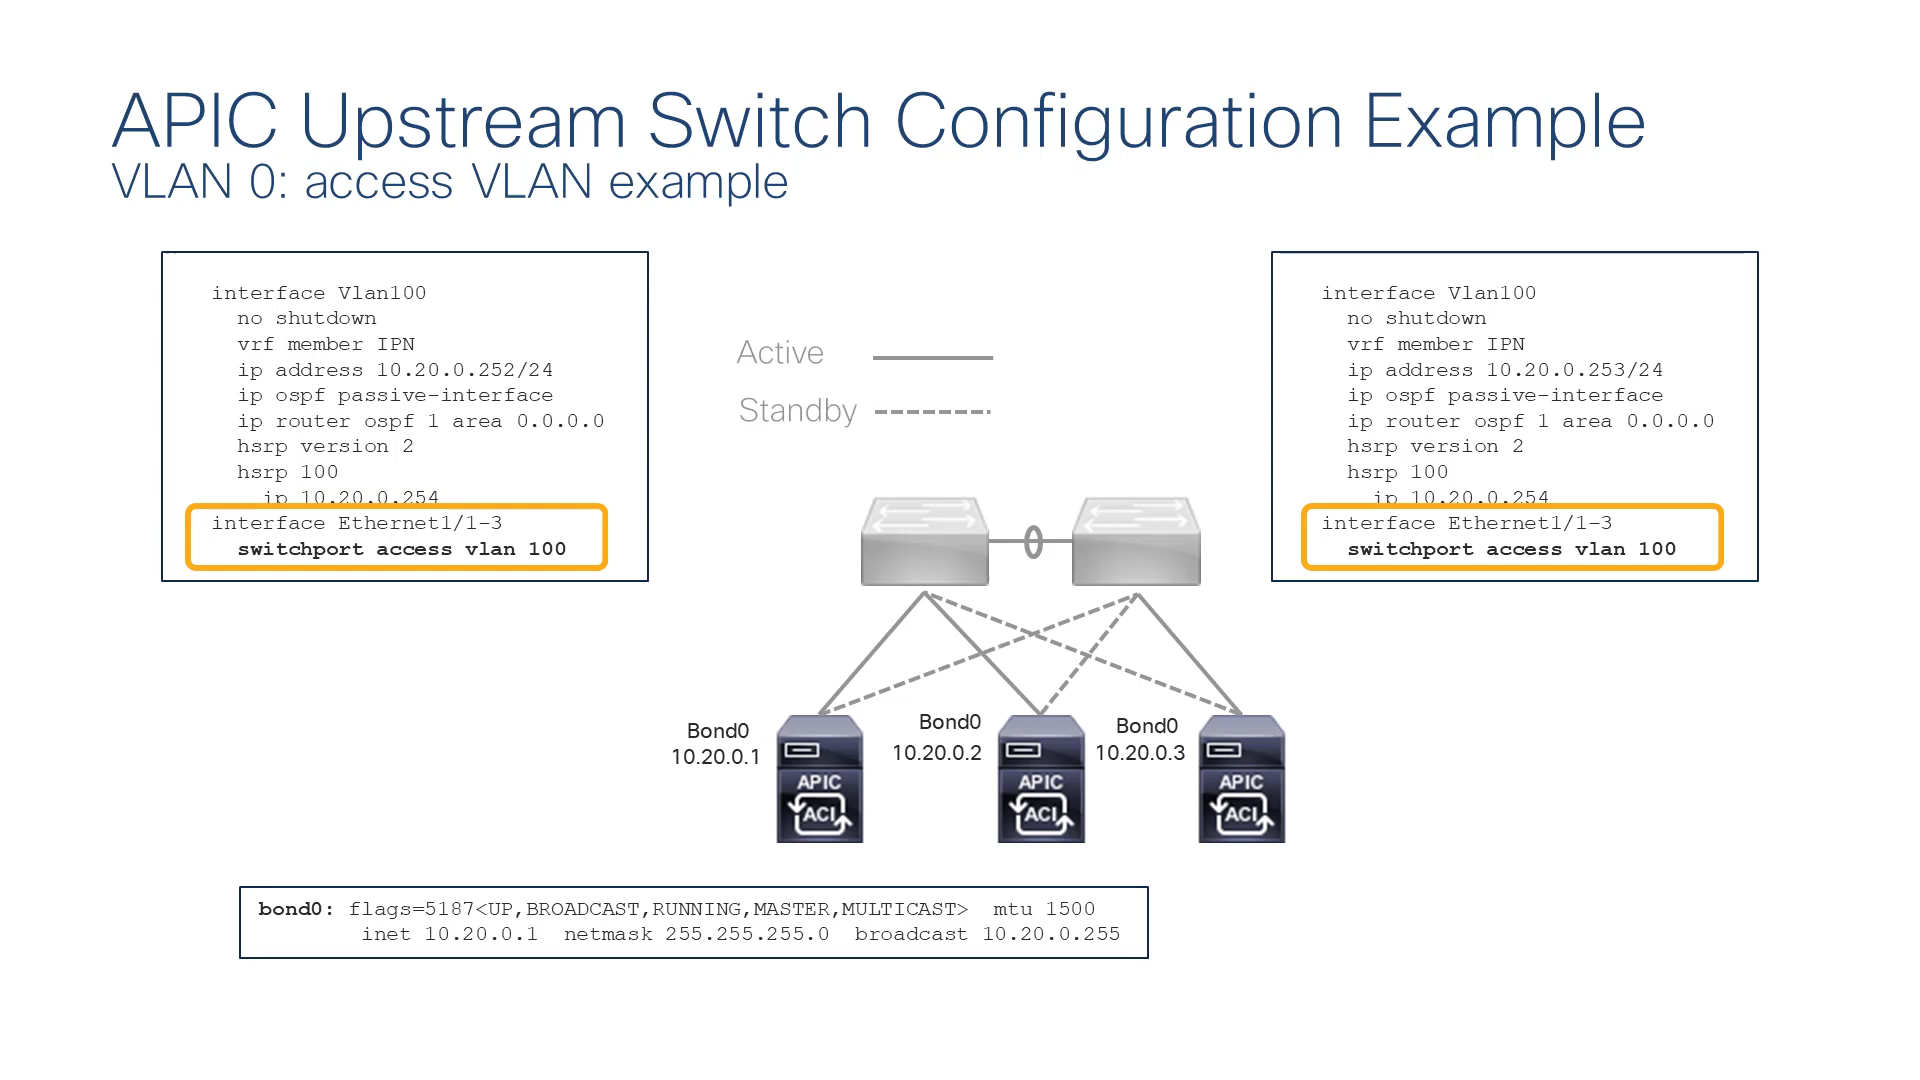 APIC Upstream Switch Configuration Example
VLAN 0: access VLAN example
interface Vlan100
no shutdown
vrf member IPN
ip address 10.20.0.252/24
ip ospf passive-interface
ip router ospf 1 area 0.0.0.0
hsrp version 2
hsrp 100
ip 10.20.0.254
interface Ethernet1/1-3
switchport access vlan 100
Active
Standby
interface Vlan100
no shutdown
vrf member IPN
ip address 10.20.0.253/24
ip ospf passive-interface
ip router ospf 1 area 0.0.0.0
hsrp version 2
hsrp 100
ip 10.20.0.254
interface Ethernet1/1-3
switchport access vlan 100
Bond0
10.20.0.1
APIC
ACI
Bond0
10.20.0.2
APIC
ACI
Bond0
10.20.0.3
APIC
ACI
bond0: flags=5187<UP,BROADCAST,RUNNING,MASTER,MULTICAST> mtu 1500
inet 10.20.0.1 netmask 255.255.255.0 broadcast 10.20.0.255